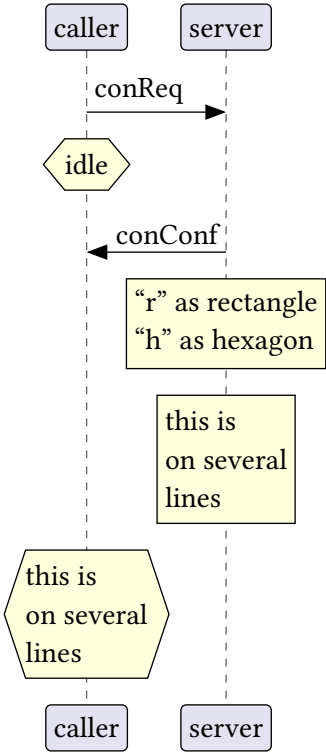 caller
server
conReq
idle
conConf
“r” as rectangle
“h” as hexagon
this is
on several
lines
this is
on several
lines
caller
server